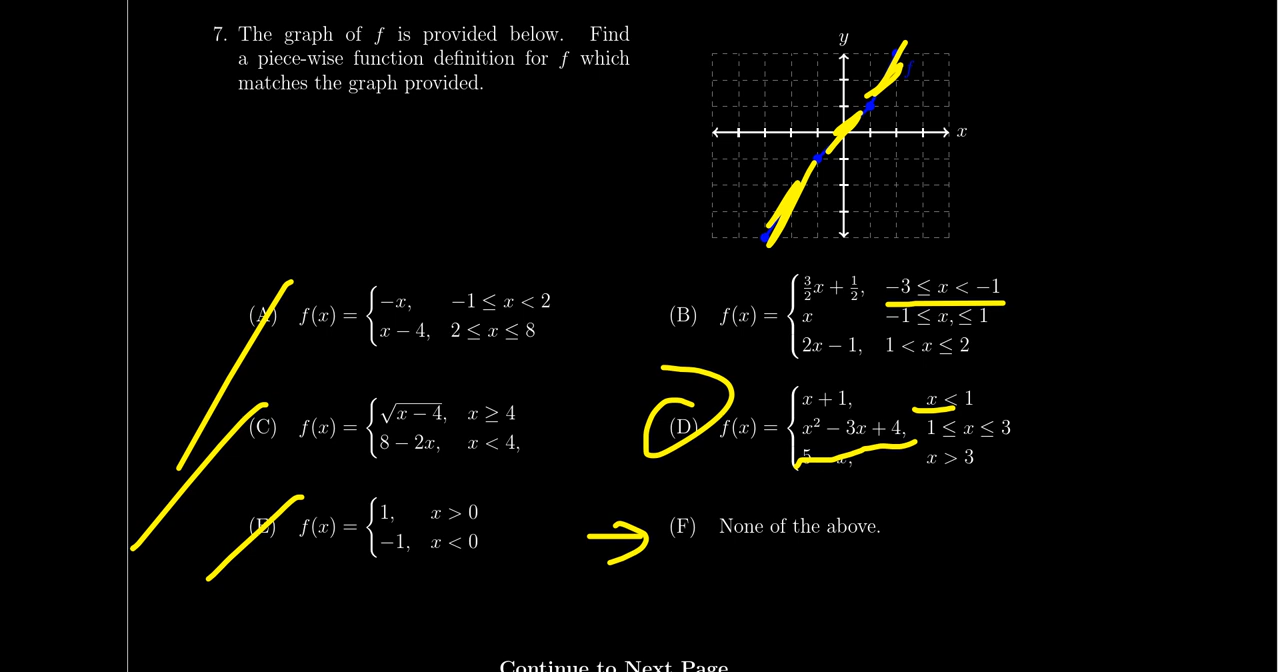 7. The graph of f is provided below. Find
a piece-wise function definition for f which
matches the graph provided.
y
f
x
(A) f(x) = { −x, −1 ≤ x < 2
x − 4, 2 ≤ x ≤ 8
(B) f(x) = { 3/2 x + 1/2, −3 ≤ x < −1
x −1 ≤ x, ≤ 1
2x − 1, 1 < x ≤ 2
(C) f(x) = { √(x − 4), x ≥ 4
8 − 2x, x < 4,
(D) f(x) = { x + 1, x < 1
x² − 3x + 4, 1 ≤ x ≤ 3
5 x, x > 3
(E) f(x) = { 1, x > 0
−1, x < 0
(F) None of the above.
Continue to Next Page